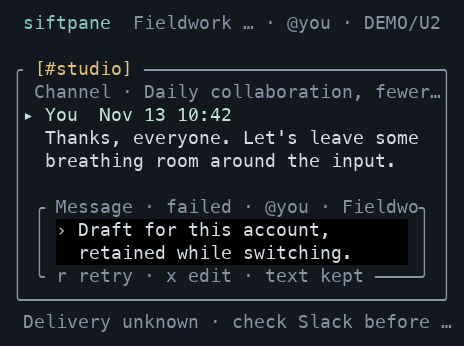 siftpane  Fieldwork … · @you · DEMO/U2
[#studio]
Channel · Daily collaboration, fewer…
▸ You  Nov 13 10:42
Thanks, everyone. Let's leave some
breathing room around the input.
Message · failed · @you · Fieldwo
› Draft for this account,
retained while switching.
r retry · x edit · text kept
Delivery unknown · check Slack before …